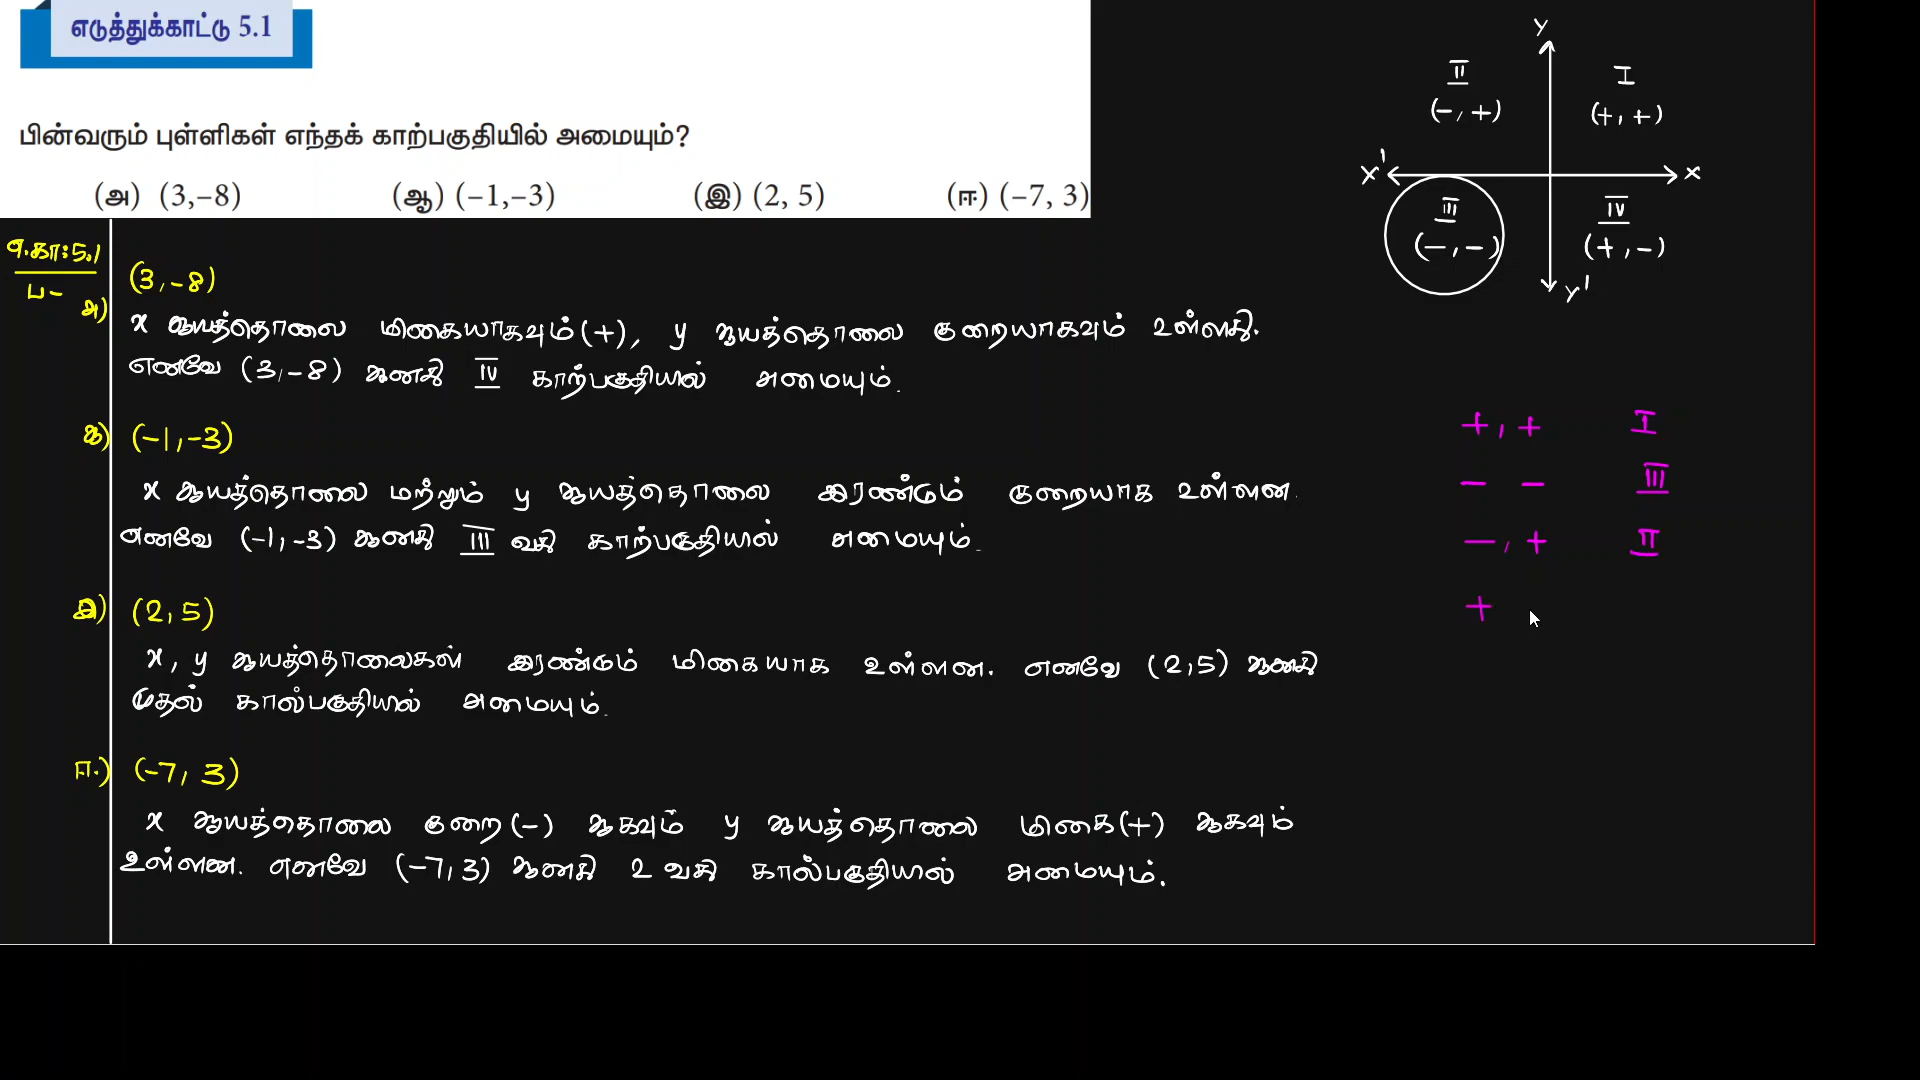 எடுத்துக்காட்டு 5.1
பின்வரும் புள்ளிகள் எந்தக் காற்பகுதியில் அமையும்?
(அ) (3,–8) (ஆ) (–1,–3) (இ) (2, 5) (ஈ) (–7, 3)
Y
II I
(-,+) (+,+)
X' X
III IV
(-,-) (+,-)
Y'
எ.கா:5.1
அ) (3,-8)
x ஆயத்தொலை மிகையாகவும்(+), y ஆயத்தொலை குறையாகவும் உள்ளது.
எனவே (3,-8) ஆனது IV காற்பகுதியில் அமையும்.
ஆ) (-1,-3)
x ஆயத்தொலை மற்றும் y ஆயத்தொலை இரண்டும் குறையாக உள்ளன.
எனவே (-1,-3) ஆனது III வது காற்பகுதியில் அமையும்.
இ) (2,5)
x, y ஆயத்தொலைகள் இரண்டும் மிகையாக உள்ளன. எனவே (2,5) ஆனது
முதல் கால்பகுதியில் அமையும்.
ஈ.) (-7, 3)
x ஆயத்தொலை குறை(-) ஆகவும் y ஆயத்தொலை மிகை(+) ஆகவும்
உள்ளன. எனவே (-7,3) ஆனது 2 வது கால்பகுதியில் அமையும்.
+,+ I
- - III
-,+ II
+